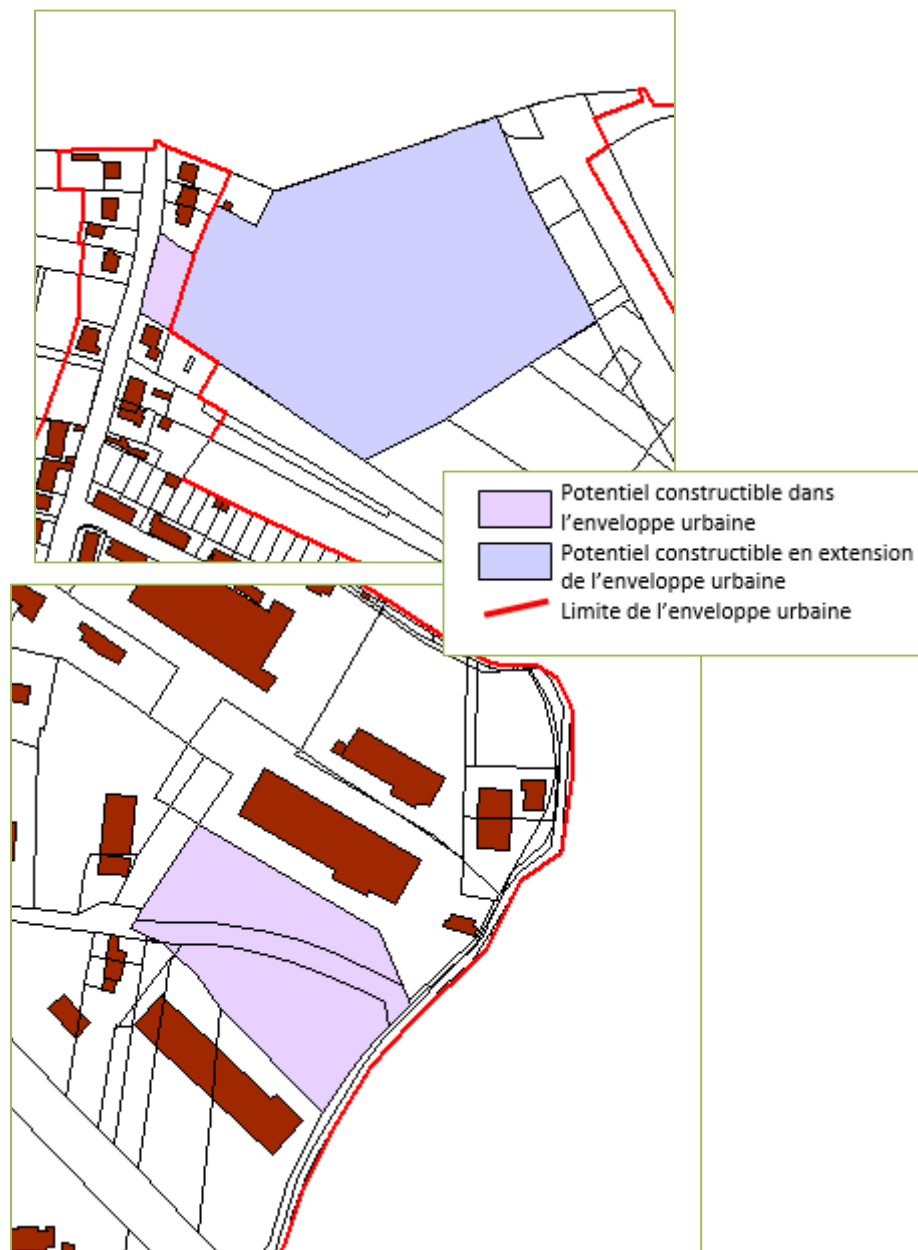 Potentiel constructible dans
l’enveloppe urbaine
Potentiel constructible en extension
de l’enveloppe urbaine
Limite de l’enveloppe urbaine